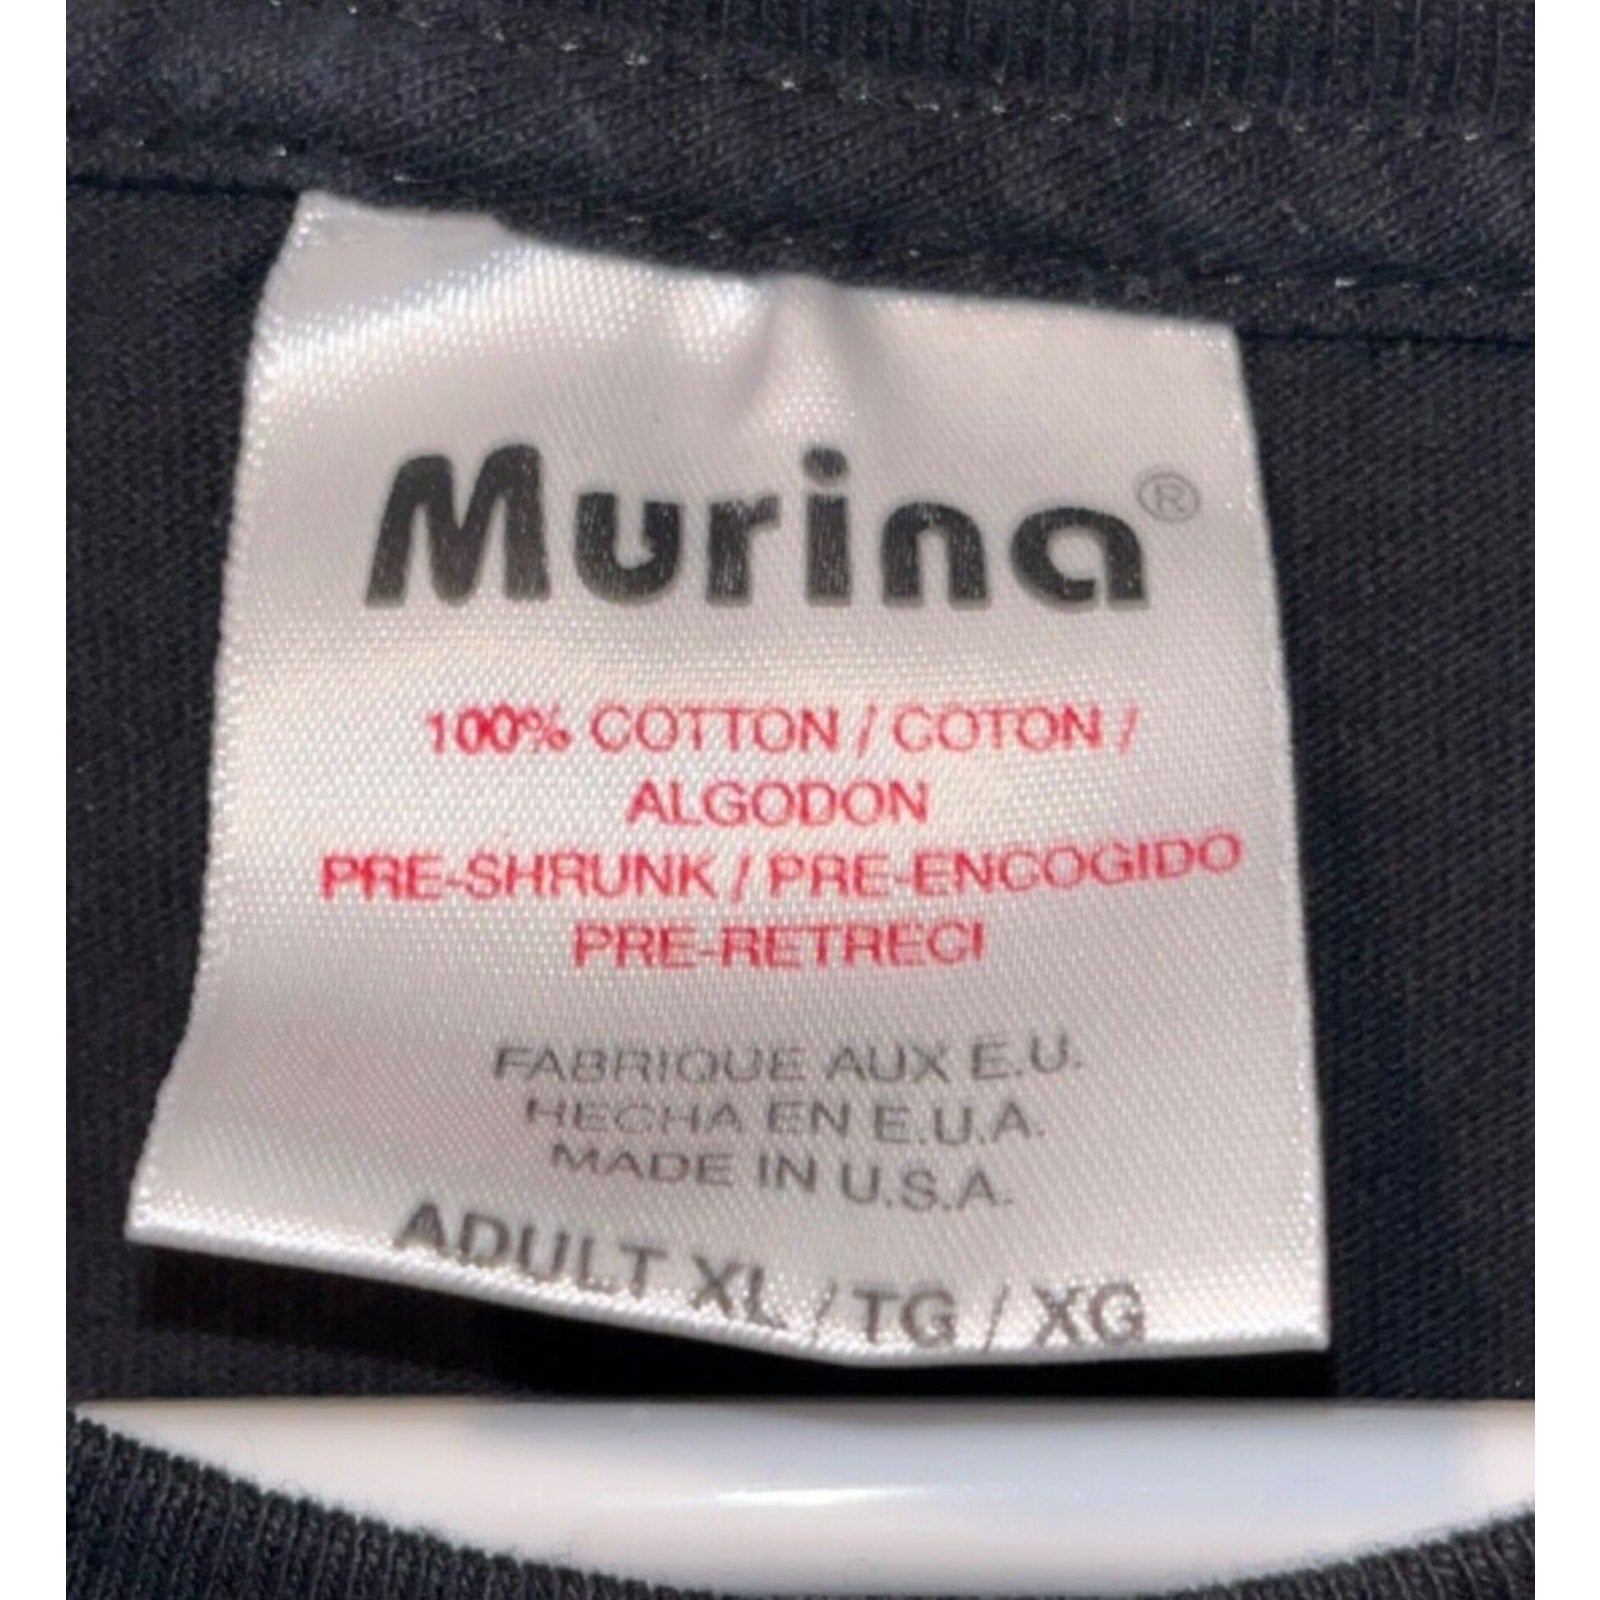 Murina®
100% COTTON / COTON /
ALGODON
PRE-SHRUNK / PRE-ENCOGIDO
PRE-RETRECI
FABRIQUE AUX E.U.
HECHA EN E.U.A.
MADE IN U.S.A.
ADULT XL / TG / XG